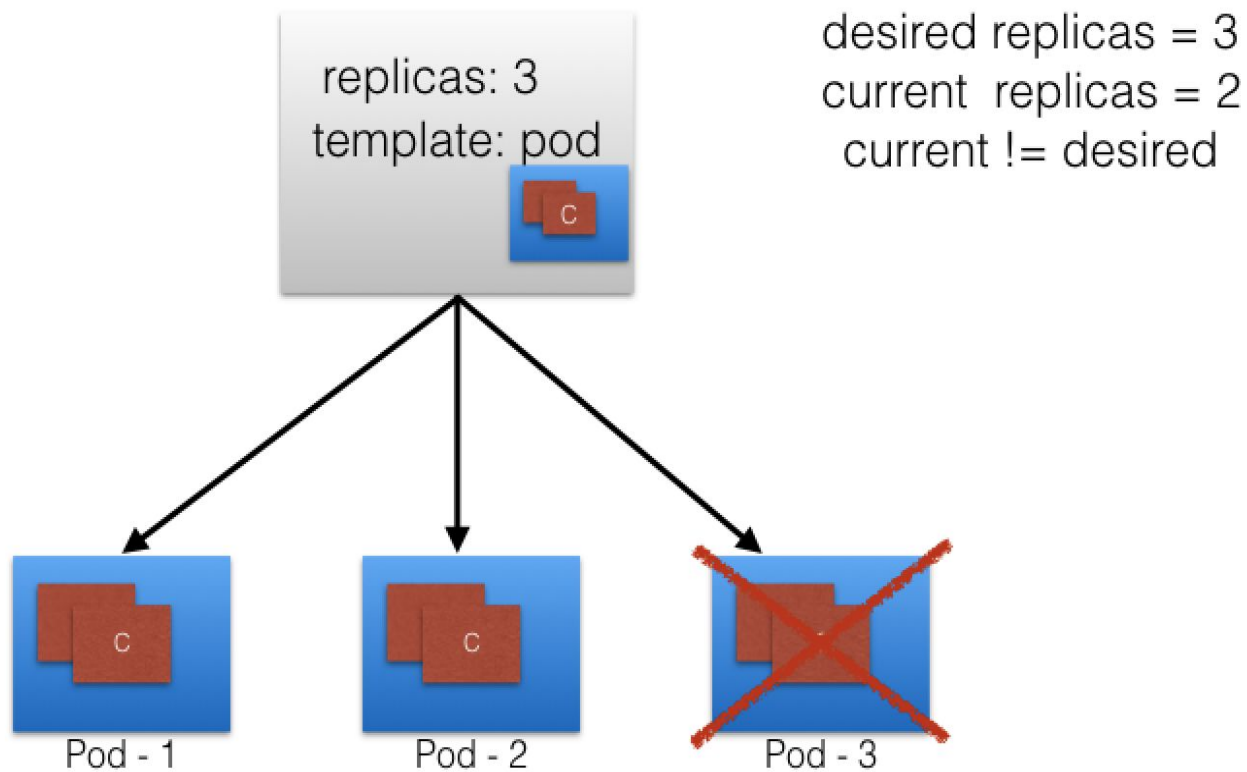 replicas: 3
template: pod
C
desired replicas = 3
current replicas = 2
current != desired
C
C
Pod - 1
Pod - 2
Pod - 3